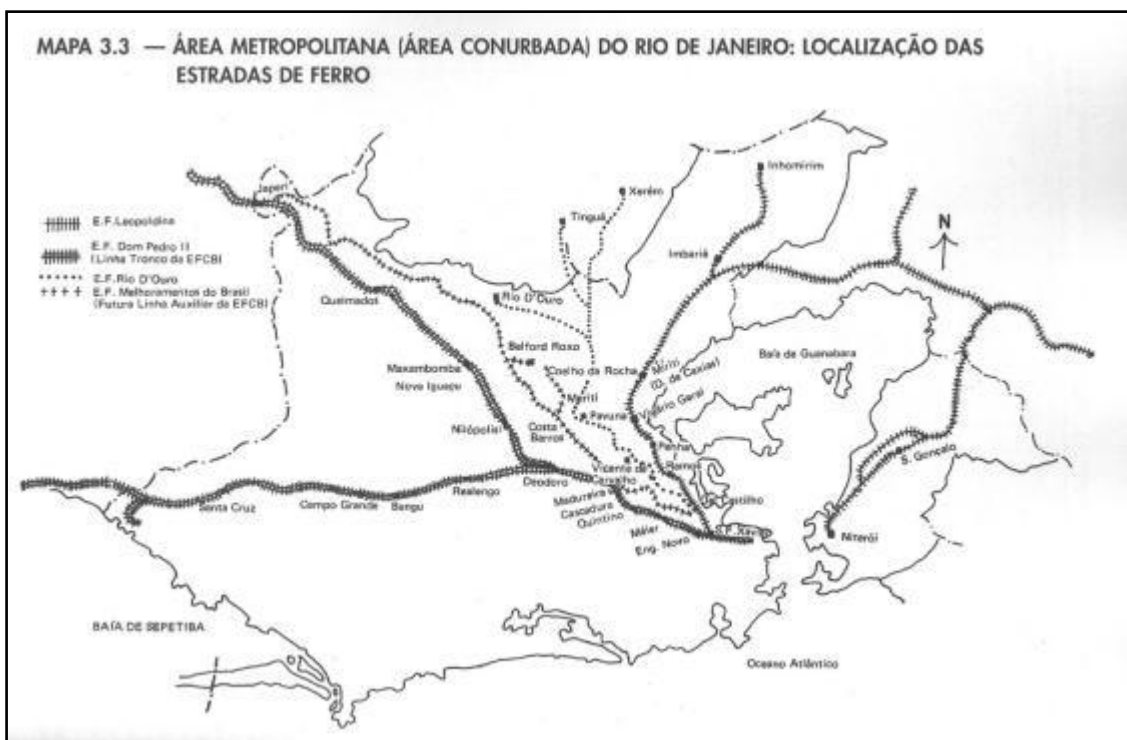 MAPA 3.3 — ÁREA METROPOLITANA (ÁREA CONURBADA) DO RIO DE JANEIRO: LOCALIZAÇÃO DAS
ESTRADAS DE FERRO
Inhomirim
Xerém
Japeri
Tinguá
N
E.F. Leopoldina
E.F. Dom Pedro II
(Linha Tronco da EFCB)
E.F. Rio D'Ouro
E.F. Melhoramentos do Brasil
(Futura Linha Auxiliar da EFCB)
Imbariê
Queimados
Rio D'Ouro
Belford Roxo
Baía de Guanabara
Maxambomba
Nova Iguaçu
Coelho da Rocha
Miriti
(D. de Caxias)
Meriti
Pavuna
Vigário Geral
Nilópolis
Costa
Barros
Penha
Ramos
S. Gonçalo
Vicente de
Carvalho
Deodoro
Realengo
Bangu
Campo Grande
Santa Cruz
Madureira
Cascadura
Quintino
Castilho
Méier
Eng. Novo
Niterói
BAÍA DE SEPETIBA
Oceano Atlântico